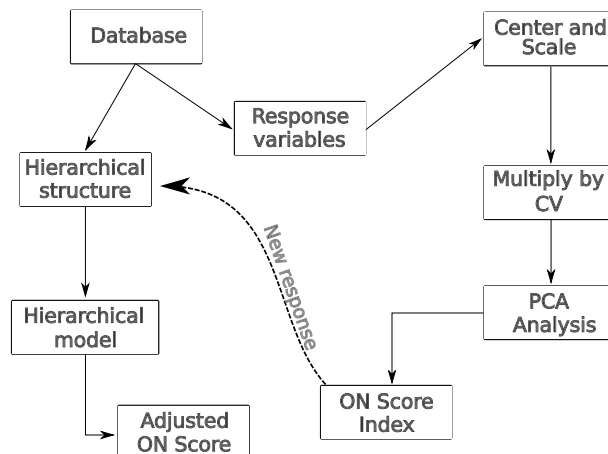 Database
Center and
Scale
Response
variables
Hierarchical
structure
Multiply by
CV
New response
PCA
Analysis
Hierarchical
model
ON Score
Index
Adjusted
ON Score